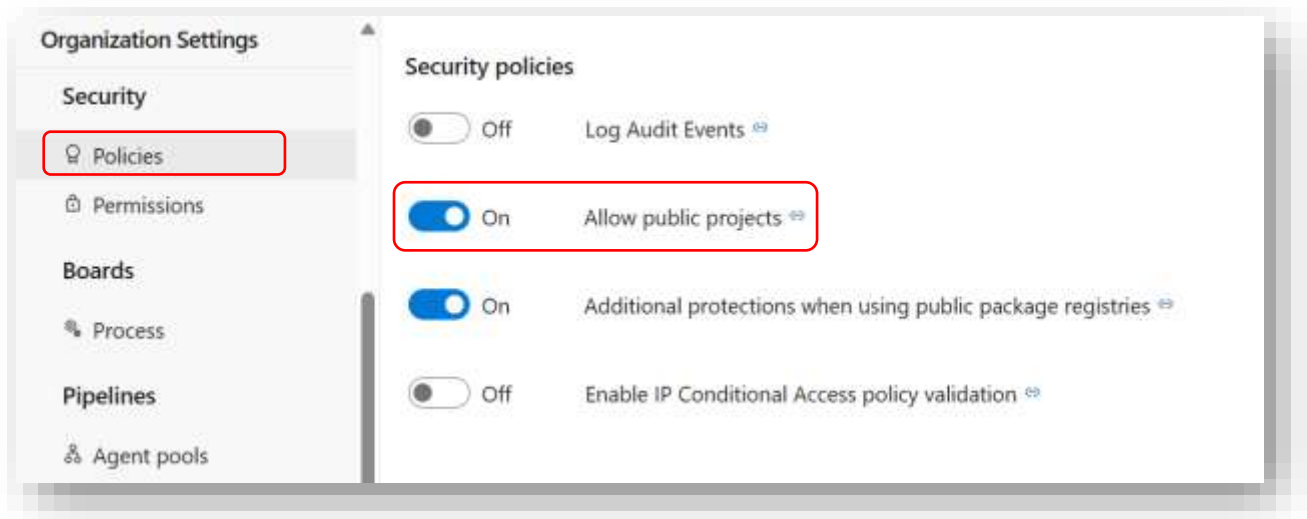 Organization Settings
Security
Policies
Permissions
Boards
Process
Pipelines
Agent pools
Security policies
Off Log Audit Events
On Allow public projects
On Additional protections when using public package registries
Off Enable IP Conditional Access policy validation